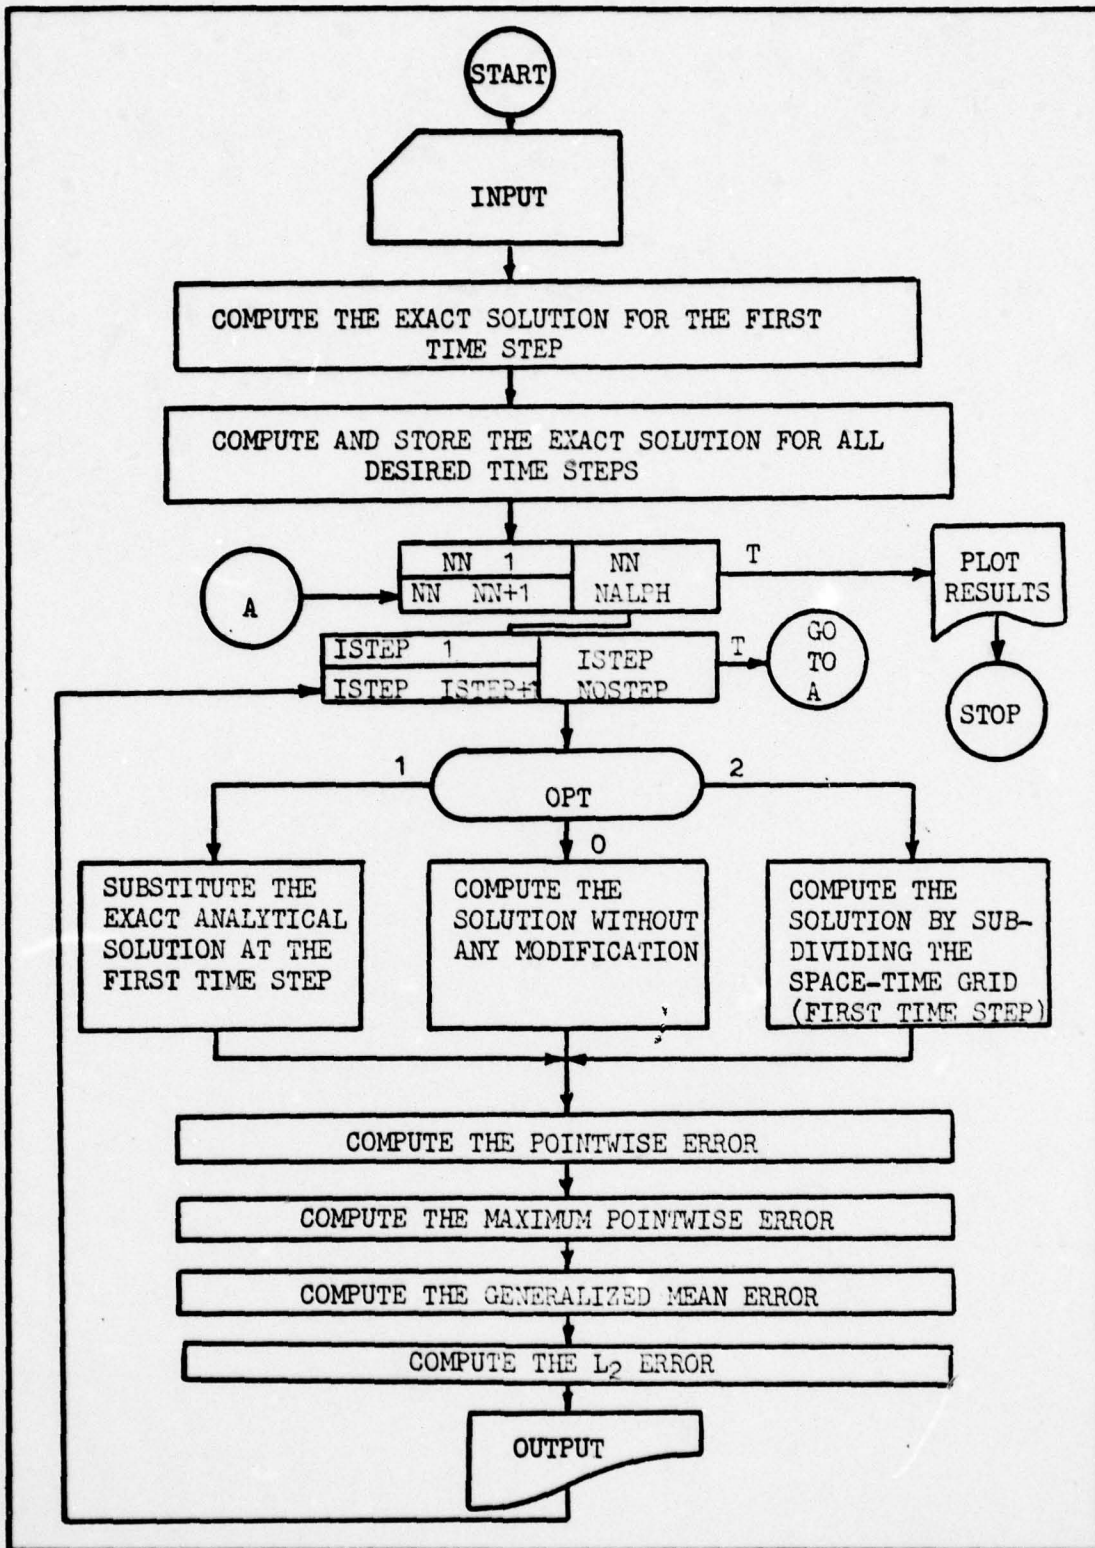 START
INPUT
COMPUTE THE EXACT SOLUTION FOR THE FIRST
TIME STEP
COMPUTE AND STORE THE EXACT SOLUTION FOR ALL
DESIRED TIME STEPS
A
NN 1
NN NN+1
NN
NALPH
T
PLOT
RESULTS
STOP
ISTEP 1
ISTEP ISTEP+1
ISTEP
NOSTEP
T
GO
TO
A
1
OPT
2
0
SUBSTITUTE THE
EXACT ANALYTICAL
SOLUTION AT THE
FIRST TIME STEP
COMPUTE THE
SOLUTION WITHOUT
ANY MODIFICATION
COMPUTE THE
SOLUTION BY SUB-
DIVIDING THE
SPACE-TIME GRID
(FIRST TIME STEP)
COMPUTE THE POINTWISE ERROR
COMPUTE THE MAXIMUM POINTWISE ERROR
COMPUTE THE GENERALIZED MEAN ERROR
COMPUTE THE L2 ERROR
OUTPUT